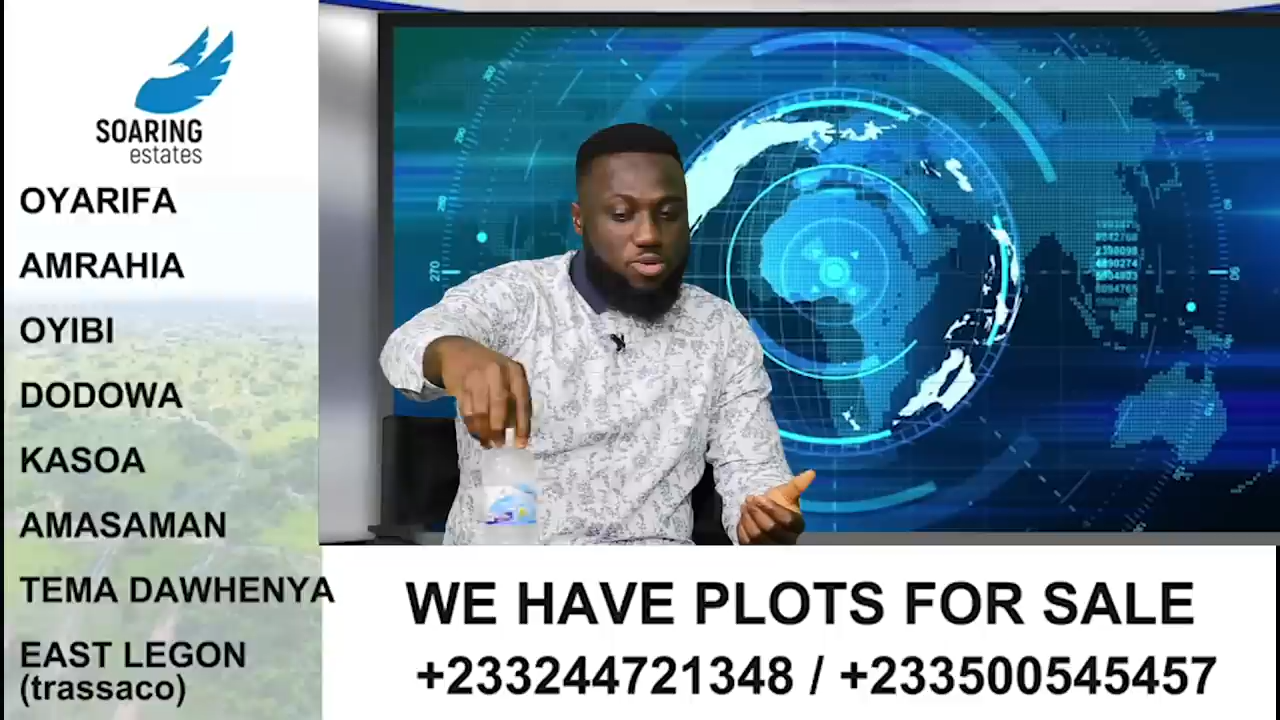 SOARING
estates
OYARIFA
AMRAHIA
OYIBI
DODOWA
KASOA
AMASAMAN
TEMA DAWHENYA
EAST LEGON
(trassaco)
270
WE HAVE PLOTS FOR SALE
+233244721348 / +233500545457